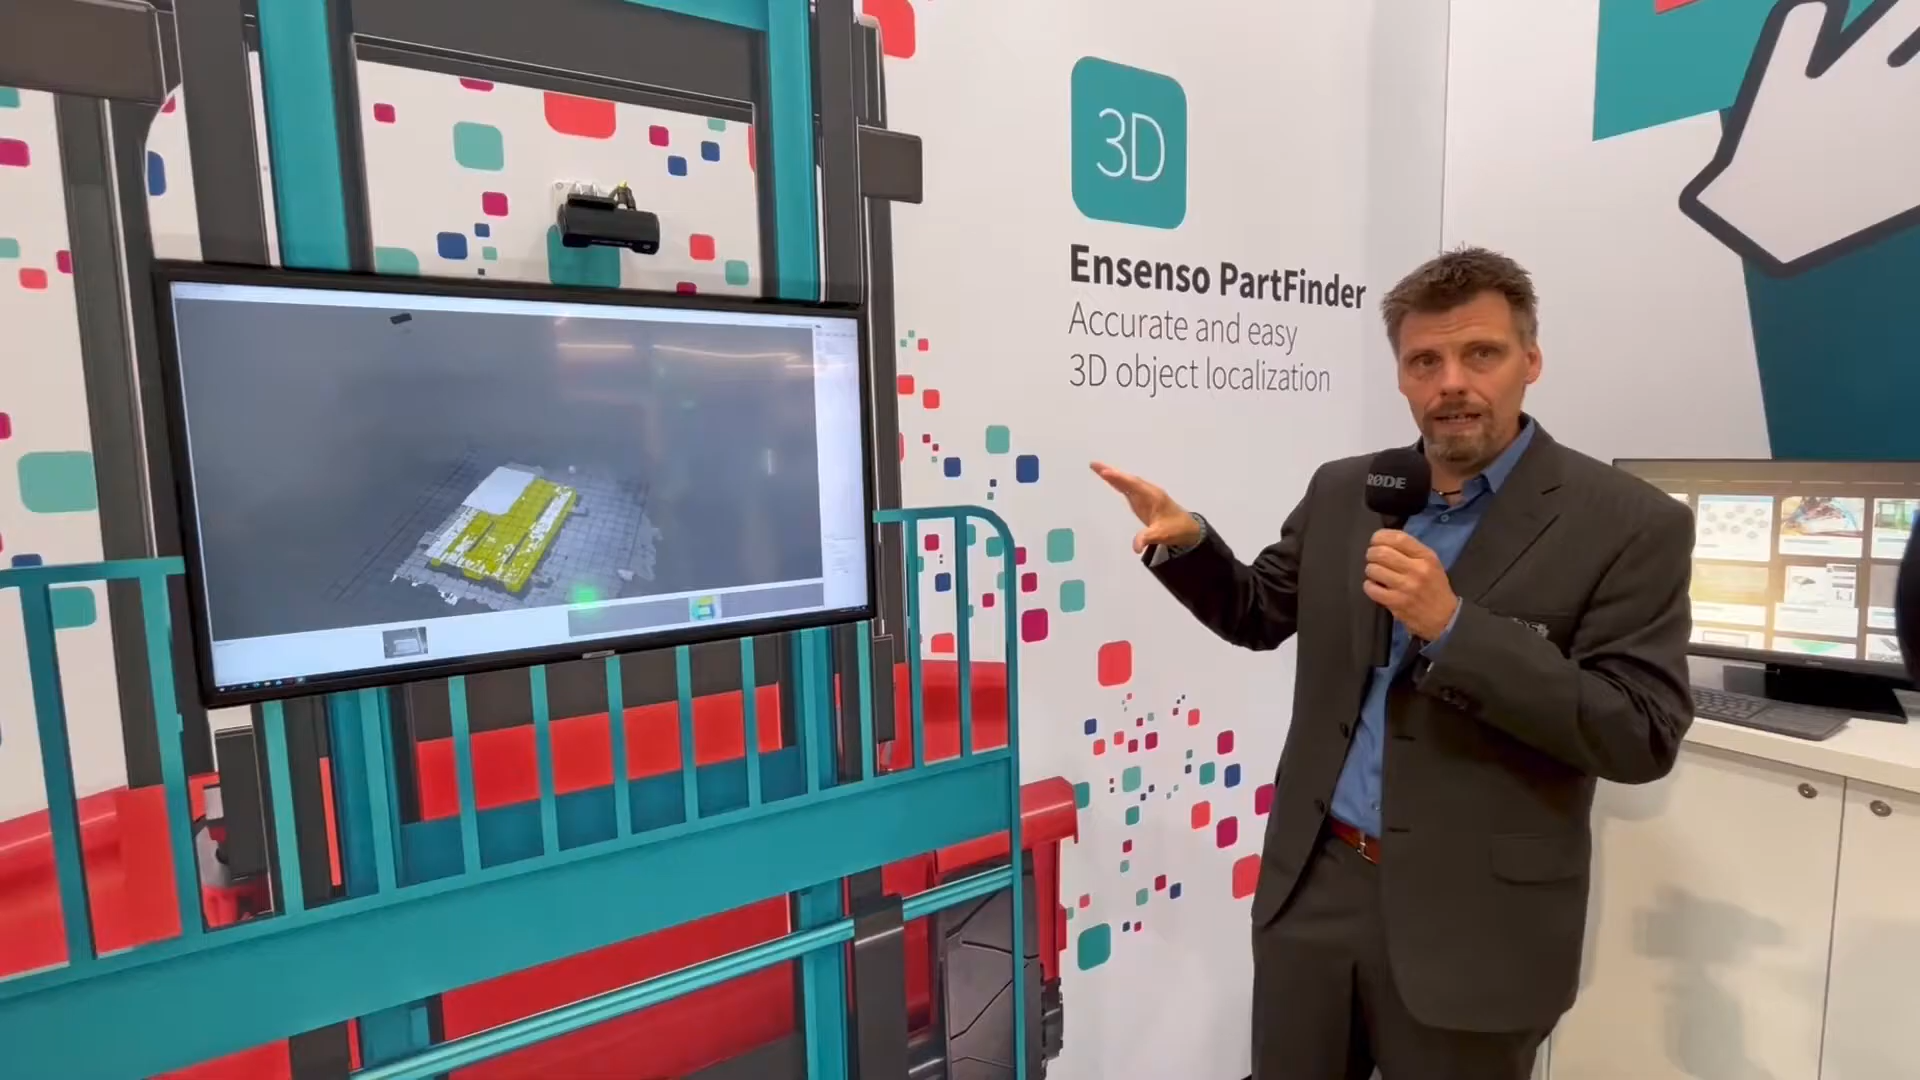 3D
Ensenso PartFinder
Accurate and easy
3D object localization
RØDE